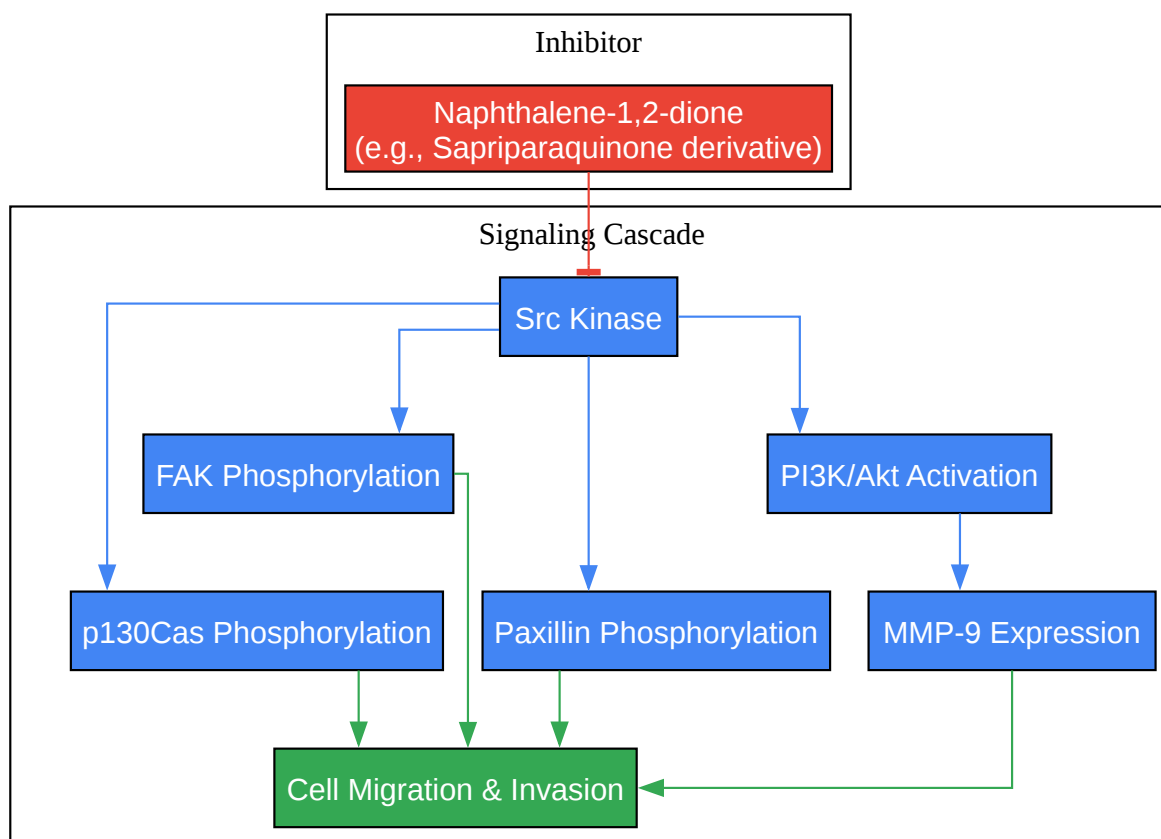 Inhibitor
Naphthalene-1,2-dione
(e.g., Sapriparaquinone derivative)
Signaling Cascade
Src Kinase
FAK Phosphorylation
PI3K/Akt Activation
p130Cas Phosphorylation
Paxillin Phosphorylation
MMP-9 Expression
Cell Migration & Invasion